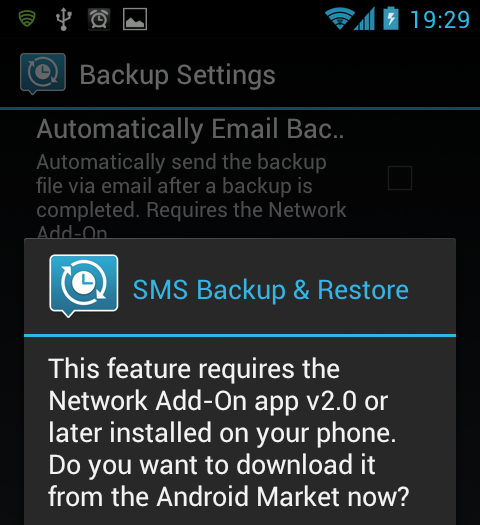 19:29
Backup Settings
Automatically Email Bac..
Automatically send the backup
file via email after a backup is
completed. Requires the Network
Add-On
SMS Backup & Restore
This feature requires the
Network Add-On app v2.0 or
later installed on your phone.
Do you want to download it
from the Android Market now?